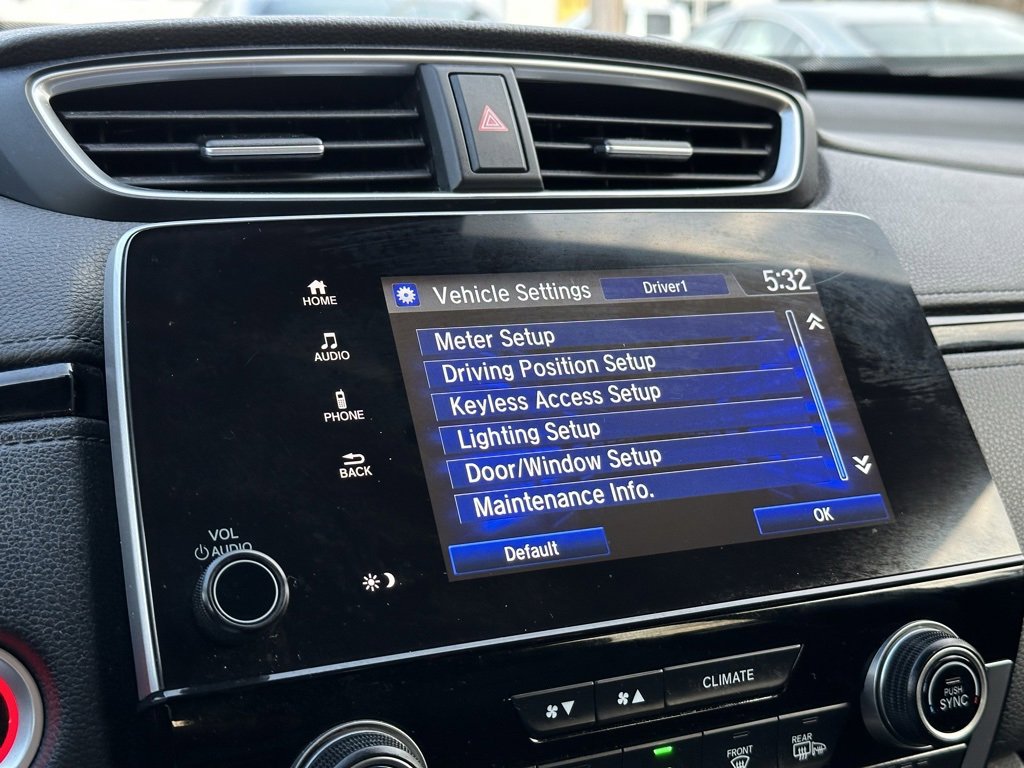 HOME
AUDIO
PHONE
BACK
VOL
AUDIO
Vehicle Settings
Driver1
5:32
Meter Setup
Driving Position Setup
Keyless Access Setup
Lighting Setup
Door/Window Setup
Maintenance Info.
Default
OK
CLIMATE
PUSH
SYNC
FRONT
REAR